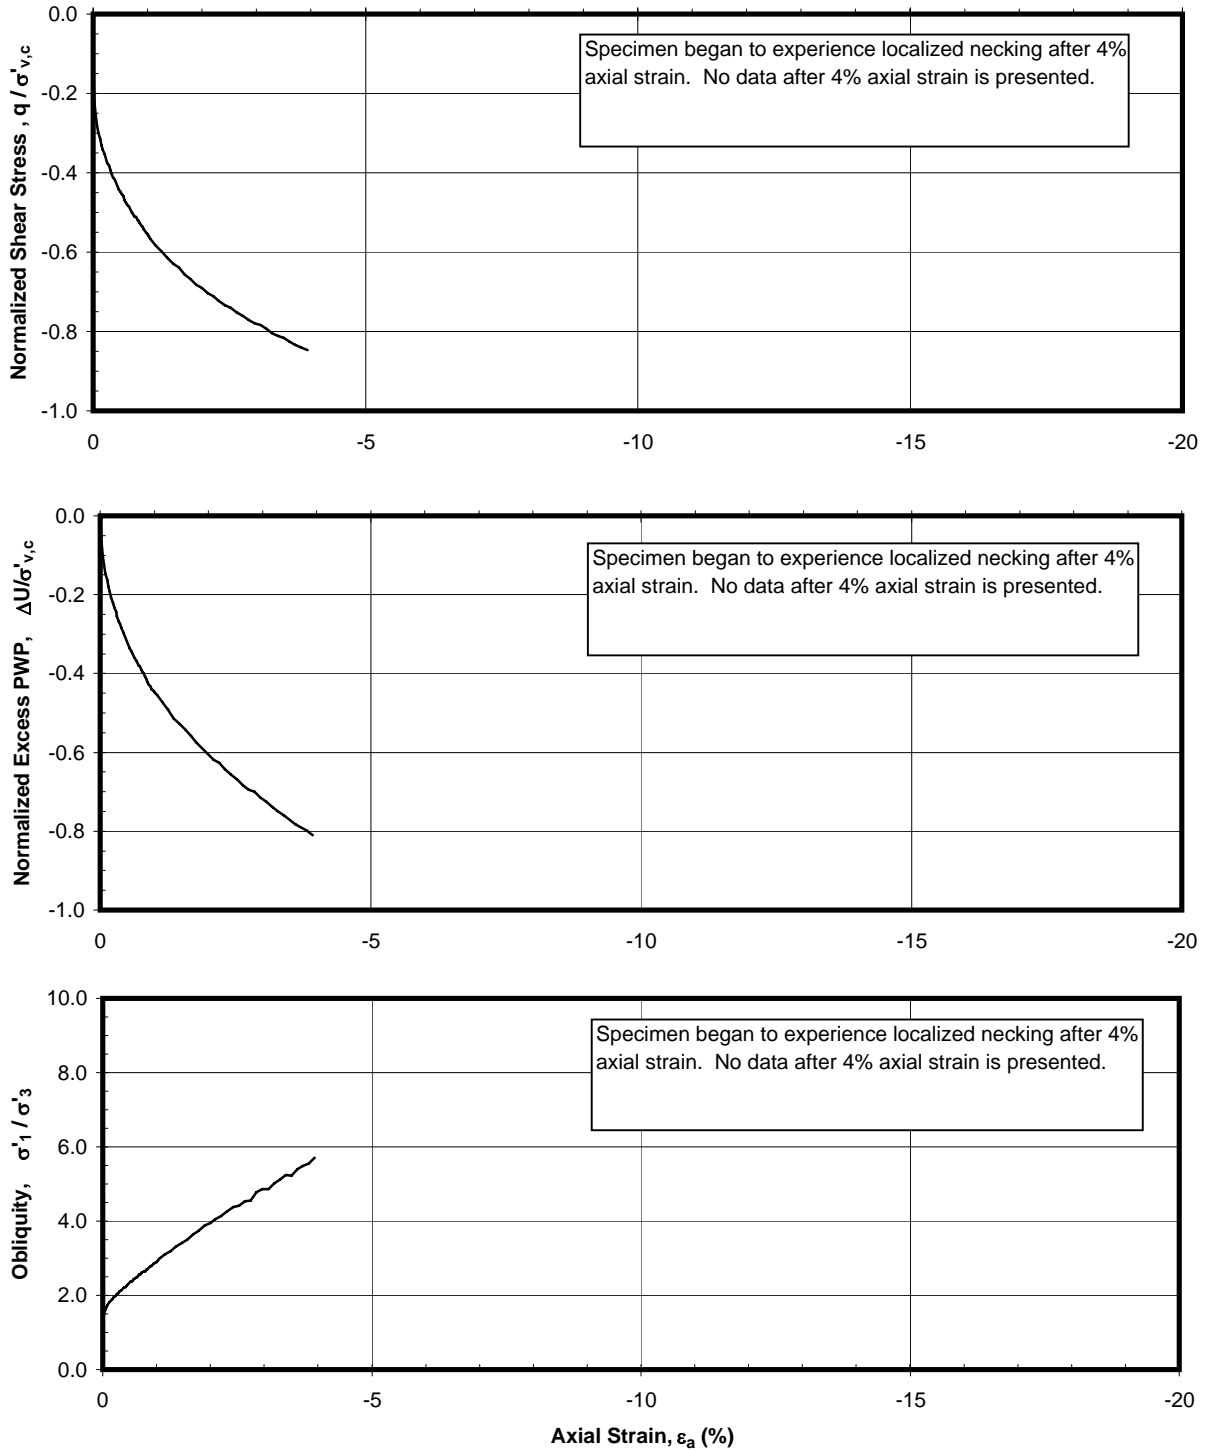 0.0
-0.2
-0.4
-0.6
-0.8
-1.0
Normalized Shear Stress , q / σ'v,c
Specimen began to experience localized necking after 4%
axial strain.  No data after 4% axial strain is presented.
0 -5 -10 -15 -20
0.0
-0.2
-0.4
-0.6
-0.8
-1.0
Normalized Excess PWP,   ΔU/σ'v,c
Specimen began to experience localized necking after 4%
axial strain.  No data after 4% axial strain is presented.
0 -5 -10 -15 -20
10.0
8.0
6.0
4.0
2.0
0.0
Obliquity,   σ'1 / σ'3
Specimen began to experience localized necking after 4%
axial strain.  No data after 4% axial strain is presented.
0 -5 -10 -15 -20
Axial Strain, εa (%)